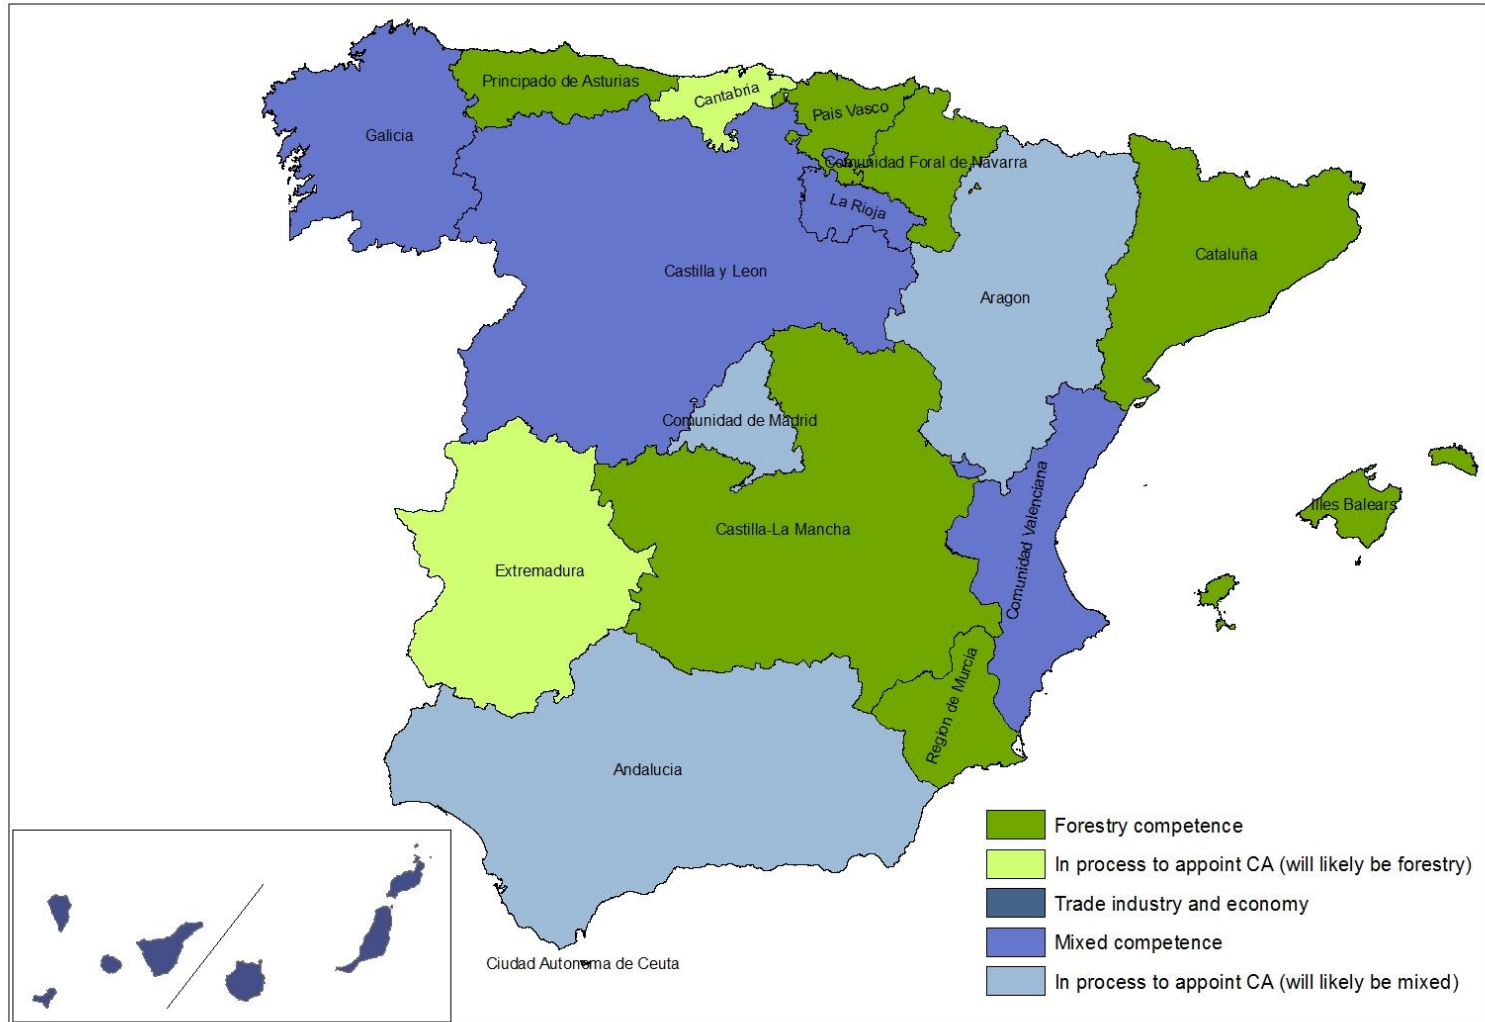 Principado de Asturias
Cantabria
Pais Vasco
Galicia
Comunidad Foral de Navarra
La Rioja
Cataluña
Castilla y Leon
Aragon
Comunidad de Madrid
Illes Balears
Castilla-La Mancha
Comunidad Valenciana
Extremadura
Region de Murcia
Andalucia
Ciudad Autonoma de Ceuta
Forestry competence
In process to appoint CA (will likely be forestry)
Trade industry and economy
Mixed competence
In process to appoint CA (will likely be mixed)